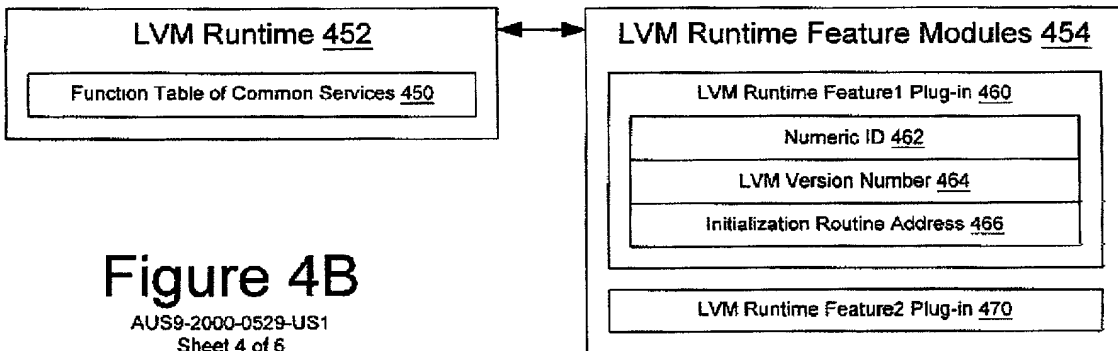 LVM Runtime 452
Function Table of Common Services 450
LVM Runtime Feature Modules 454
LVM Runtime Feature1 Plug-in 460
Numeric ID 462
LVM Version Number 464
Initialization Routine Address 466
LVM Runtime Feature2 Plug-in 470
Figure 4B
AUS9-2000-0529-US1
Sheet 4 of 6